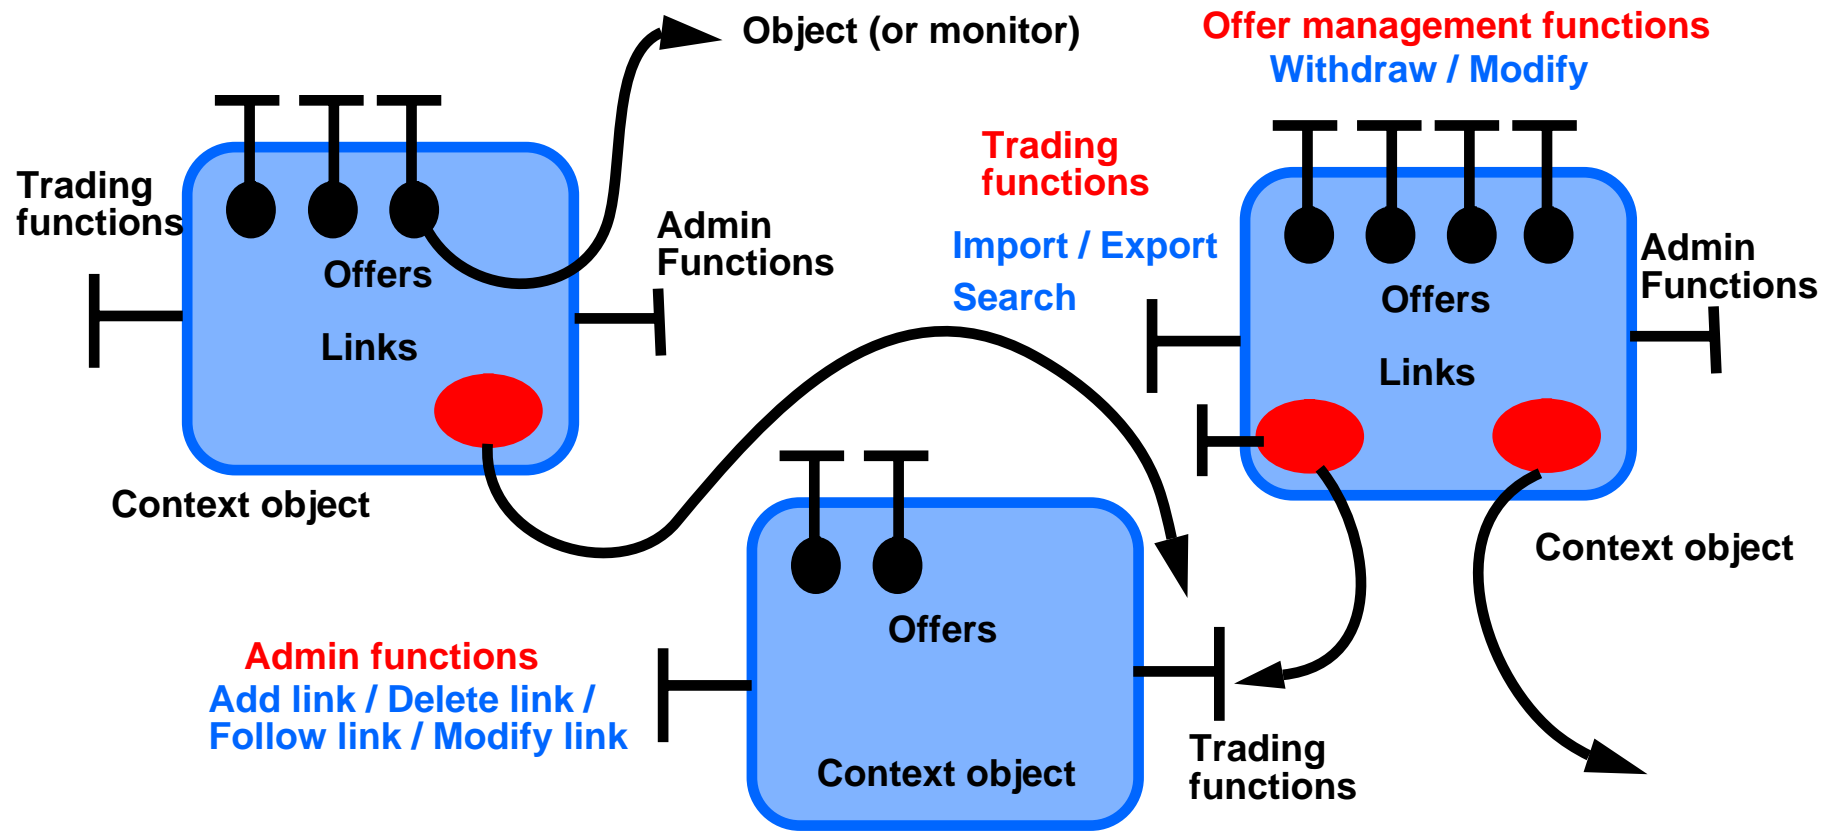 Object (or monitor)
Offer management functions
Withdraw / Modify
Trading
functions
Admin
Functions
Offers
Links
Context object
Trading
functions
Import / Export
Search
Admin
Functions
Offers
Links
Context object
Offers
Context object
Admin functions
Add link / Delete link /
Follow link / Modify link
Trading
functions